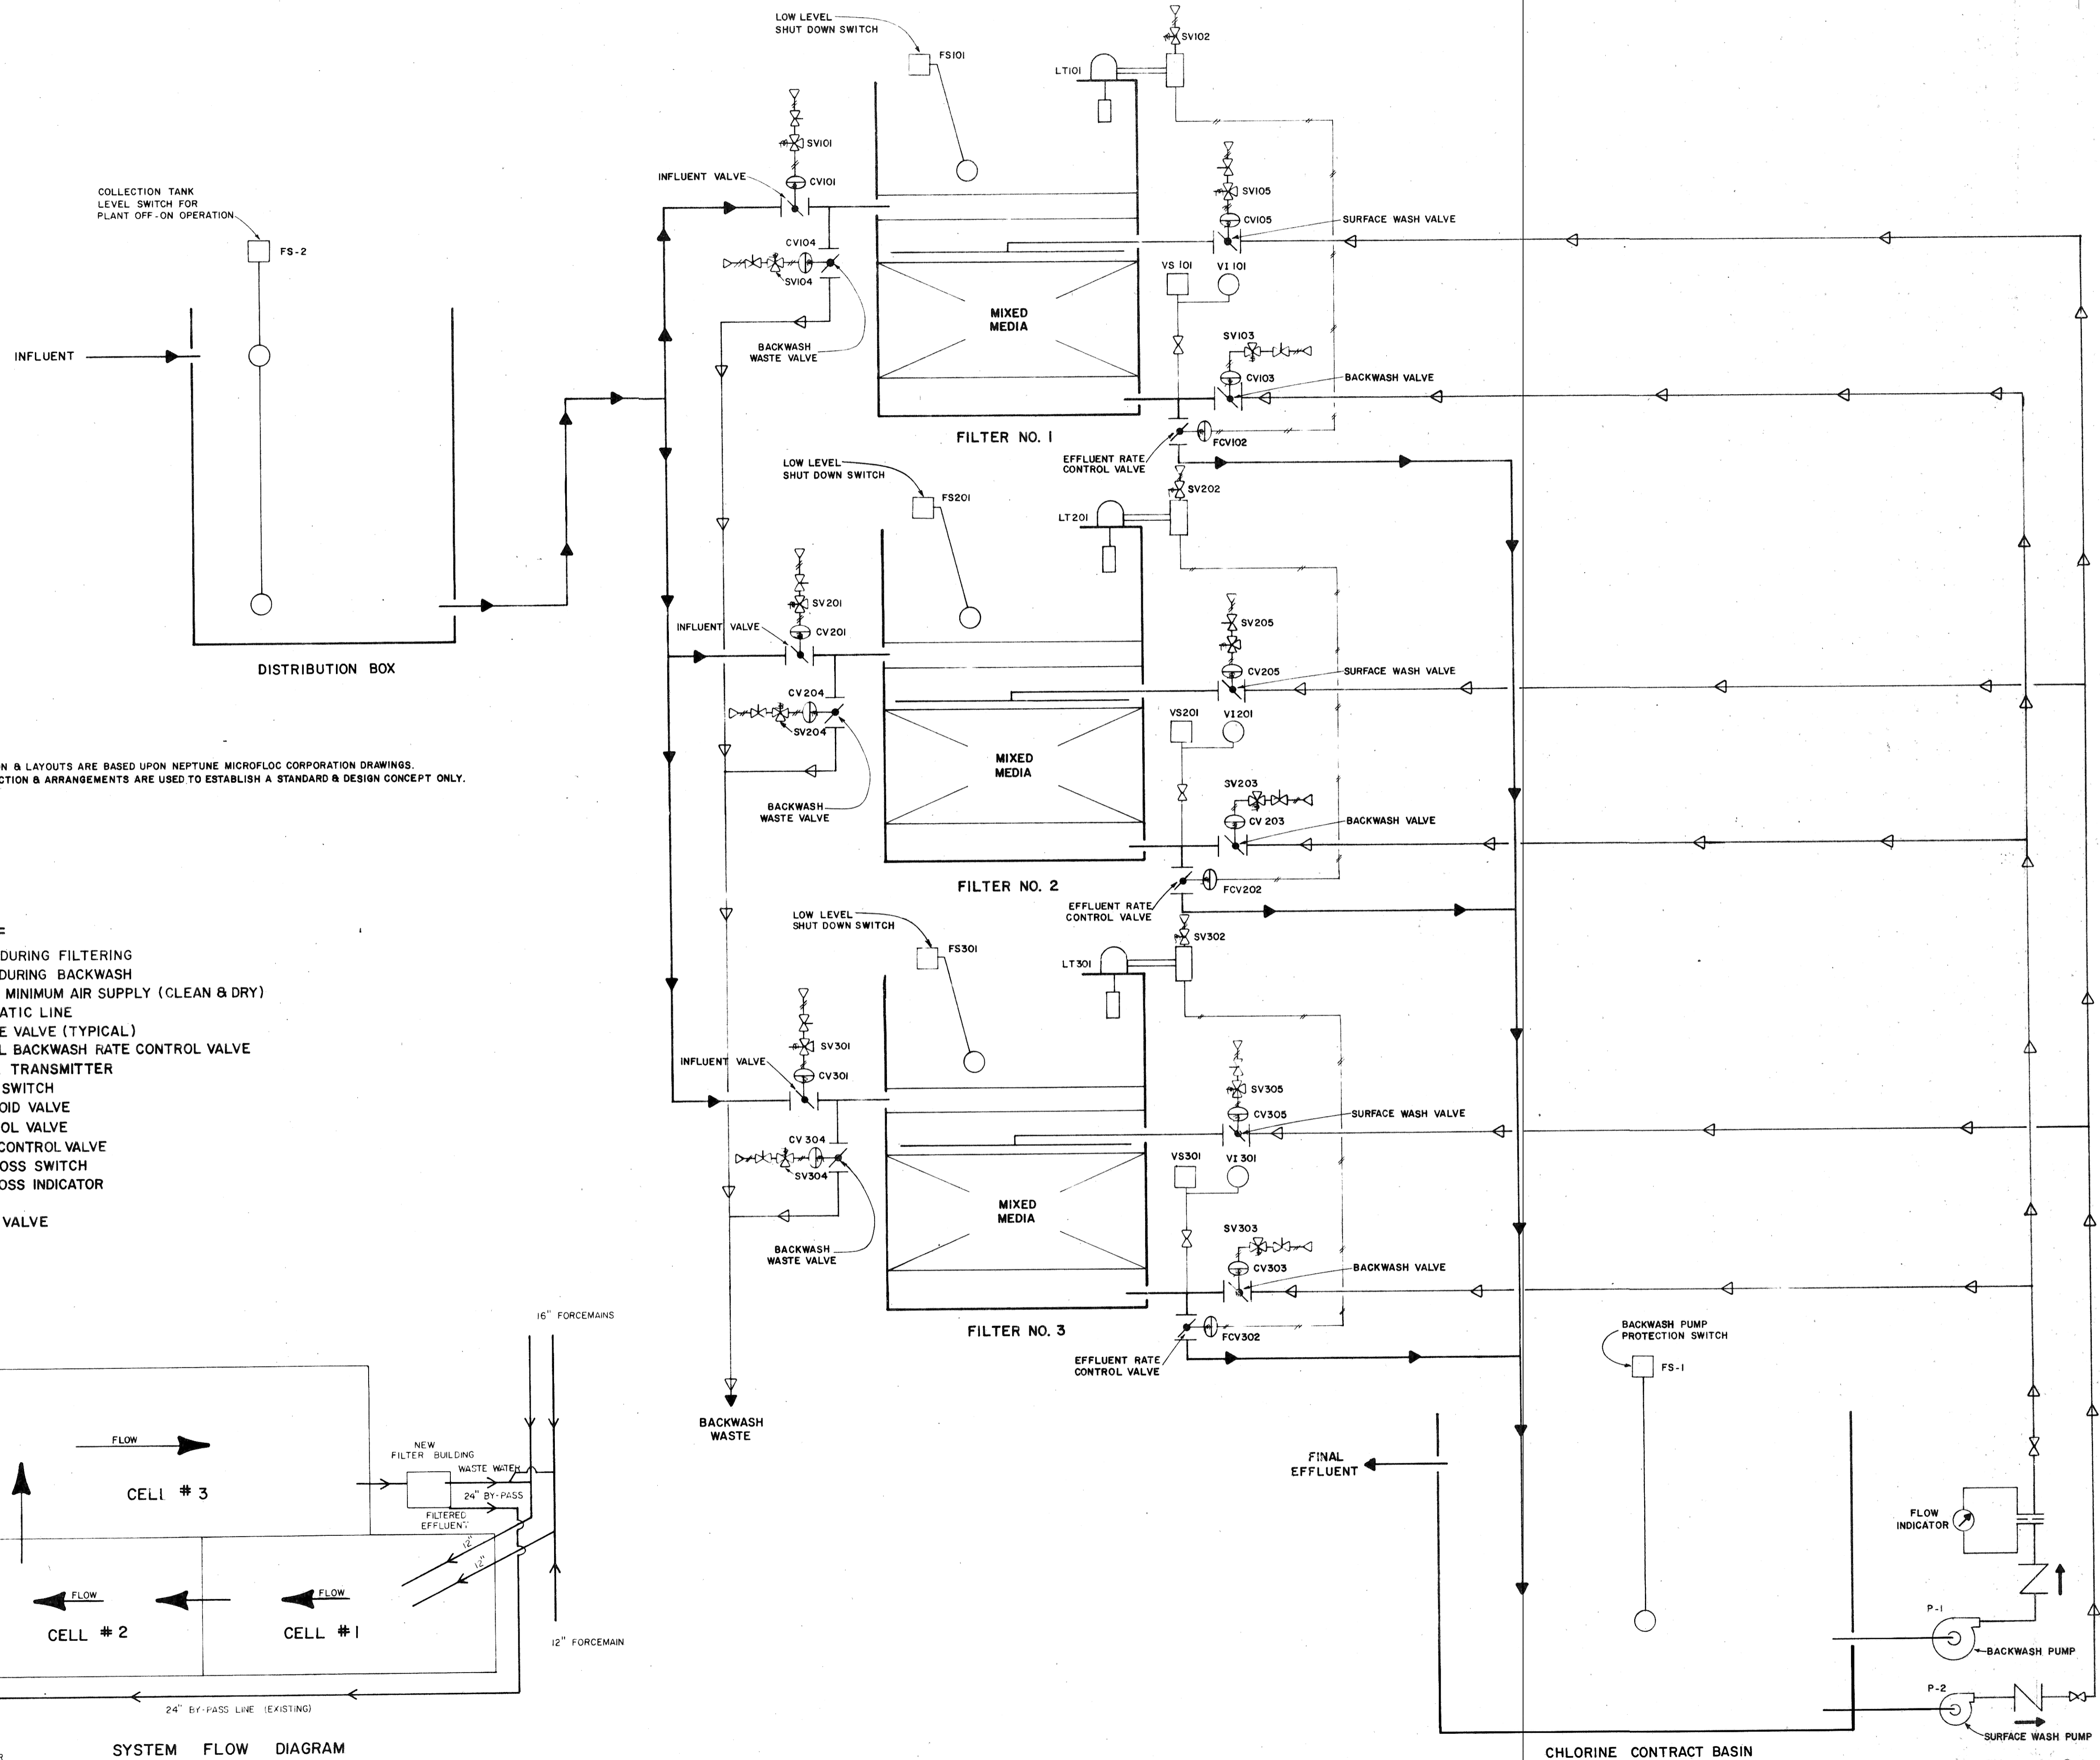 LOW LEVEL
SHUT DOWN SWITCH
FS101
LT101
SV102
SV101
INFLUENT VALVE
CV101
CV104
SV104
BACKWASH
WASTE VALVE
MIXED
MEDIA
SV105
CV105
SURFACE WASH VALVE
VS 101
VI 101
SV103
CV103
BACKWASH VALVE
FCV102
EFFLUENT RATE
CONTROL VALVE
FILTER NO. 1
COLLECTION TANK
LEVEL SWITCH FOR
PLANT OFF-ON OPERATION
FS-2
INFLUENT
DISTRIBUTION BOX
LOW LEVEL
SHUT DOWN SWITCH
FS201
LT201
SV202
SV201
INFLUENT VALVE
CV201
CV204
SV204
BACKWASH
WASTE VALVE
MIXED
MEDIA
SV205
CV205
SURFACE WASH VALVE
VS201
VI201
SV203
CV 203
BACKWASH VALVE
FCV202
EFFLUENT RATE
CONTROL VALVE
FILTER NO. 2
N & LAYOUTS ARE BASED UPON NEPTUNE MICROFLOC CORPORATION DRAWINGS.
CTION & ARRANGEMENTS ARE USED TO ESTABLISH A STANDARD & DESIGN CONCEPT ONLY.
LOW LEVEL
SHUT DOWN SWITCH
FS301
LT301
SV302
SV301
INFLUENT VALVE
CV301
CV 304
SV304
BACKWASH
WASTE VALVE
MIXED
MEDIA
SV305
CV305
SURFACE WASH VALVE
VS301
VI 301
SV303
CV303
BACKWASH VALVE
FCV302
EFFLUENT RATE
CONTROL VALVE
FILTER NO. 3
DURING FILTERING
DURING BACKWASH
MINIMUM AIR SUPPLY (CLEAN & DRY)
ATIC LINE
E VALVE (TYPICAL)
L BACKWASH RATE CONTROL VALVE
TRANSMITTER
SWITCH
OID VALVE
OL VALVE
CONTROL VALVE
OSS SWITCH
OSS INDICATOR
VALVE
BACKWASH
WASTE
16" FORCEMAINS
FLOW
CELL #3
NEW
FILTER BUILDING
WASTE WATER
24" BY-PASS
FILTERED
EFFLUENT
12"
12"
FLOW
FLOW
CELL #2
CELL #1
12" FORCEMAIN
24" BY-PASS LINE (EXISTING)
SYSTEM FLOW DIAGRAM
R
BACKWASH PUMP
PROTECTION SWITCH
FS-1
FINAL
EFFLUENT
FLOW
INDICATOR
P-1
BACKWASH PUMP
P-2
SURFACE WASH PUMP
CHLORINE CONTRACT BASIN